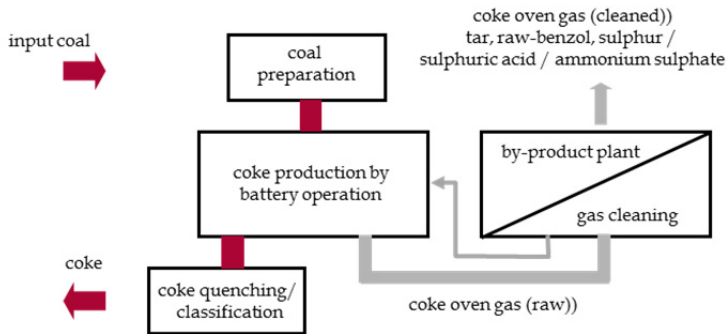 coke oven gas (cleaned))
tar, raw-benzol, sulphur /
sulphuric acid / ammonium sulphate
input coal
coal
preparation
coke production by
battery operation
by-product plant
gas cleaning
coke
coke quenching/
classification
coke oven gas (raw))